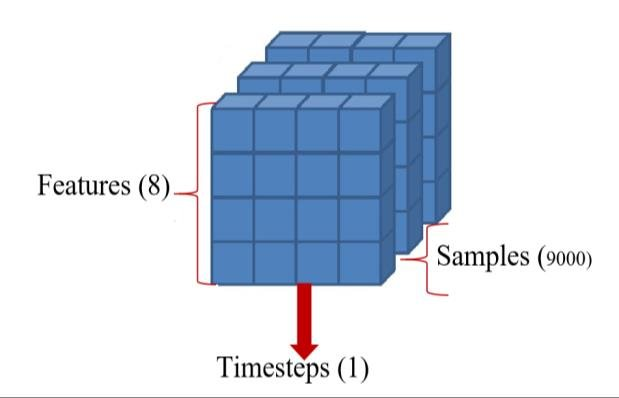 Features (8)
Samples (9000)
Timesteps (1)